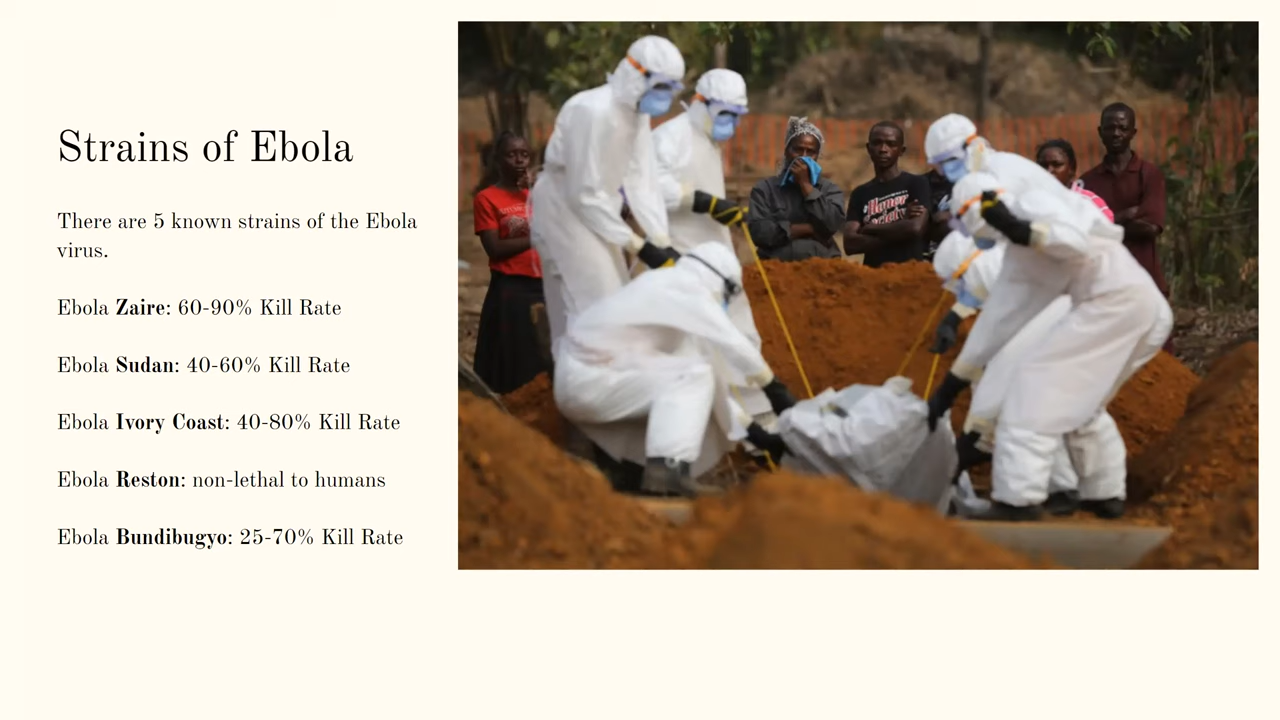 Strains of Ebola
There are 5 known strains of the Ebola
virus.
Ebola Zaire: 60-90% Kill Rate
Ebola Sudan: 40-60% Kill Rate
Ebola Ivory Coast: 40-80% Kill Rate
Ebola Reston: non-lethal to humans
Ebola Bundibugyo: 25-70% Kill Rate
Honor
Society